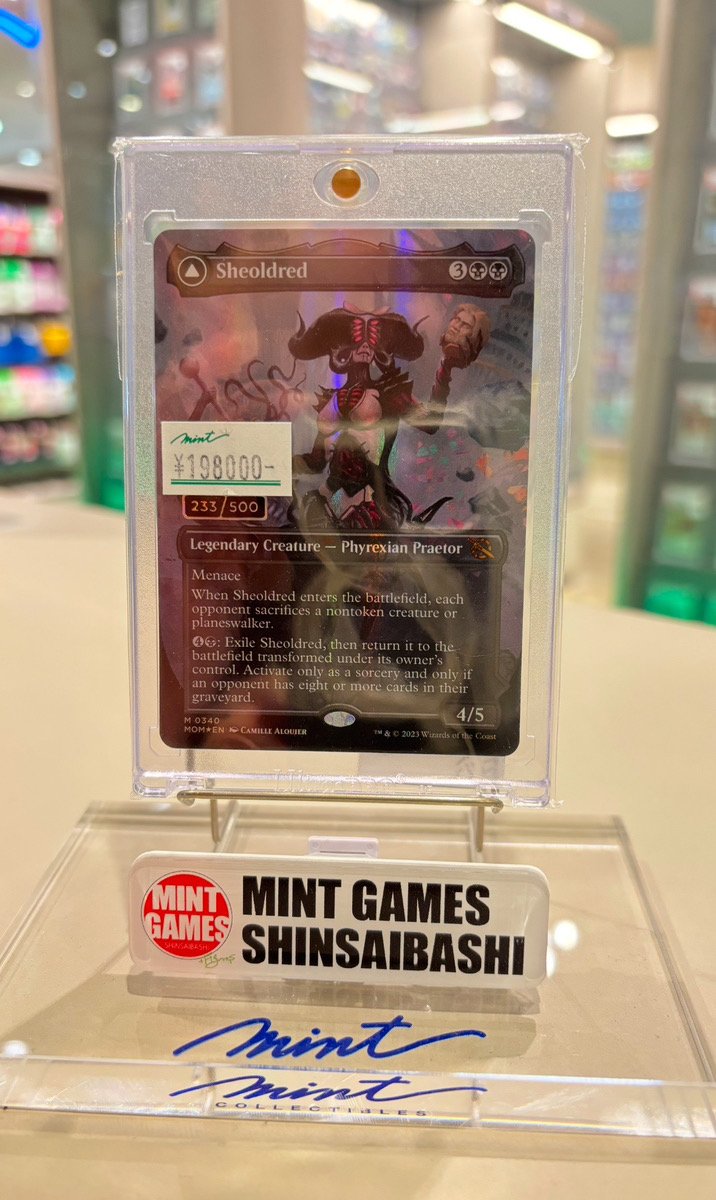 Sheoldred
3
mint
¥198000-
233/500
Legendary Creature — Phyrexian Praetor
Menace
When Sheoldred enters the battlefield, each
opponent sacrifices a nontoken creature or
planeswalker.
4: Exile Sheoldred, then return it to the
battlefield transformed under its owner's
control. Activate only as a sorcery and only if
an opponent has eight or more cards in their
graveyard.
4/5
M 0340
MOM★EN Camille Alquier
™ & © 2023 Wizards of the Coast
MINT
GAMES
SHINSAIBASHI
MINT GAMES
SHINSAIBASHI
mint
mint
COLLECTIBLES